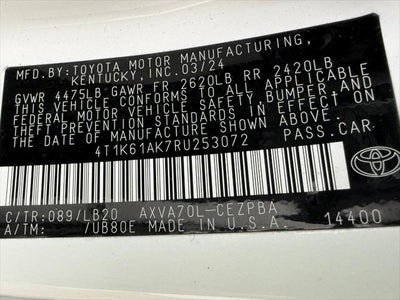 MFD.BY:TOYOTA MOTOR MANUFACTURING,
KENTUCKY,INC.03/24
GVWR 4475LB GAWR FR 2620LB RR 2420LB
THIS VEHICLE CONFORMS TO ALL APPLICABLE
FEDERAL MOTOR VEHICLE SAFETY, BUMPER AND
THEFT PREVENTION STANDARDS IN EFFECT ON
THE DATE OF MANUFACTURE SHOWN ABOVE.
4T1K61AK7RU253072 PASS.CAR
C/TR:089/LB20 AXVA70L-CEZPBA
A/TM: /UB80E MADE IN U.S.A. 14400
TOYOTA